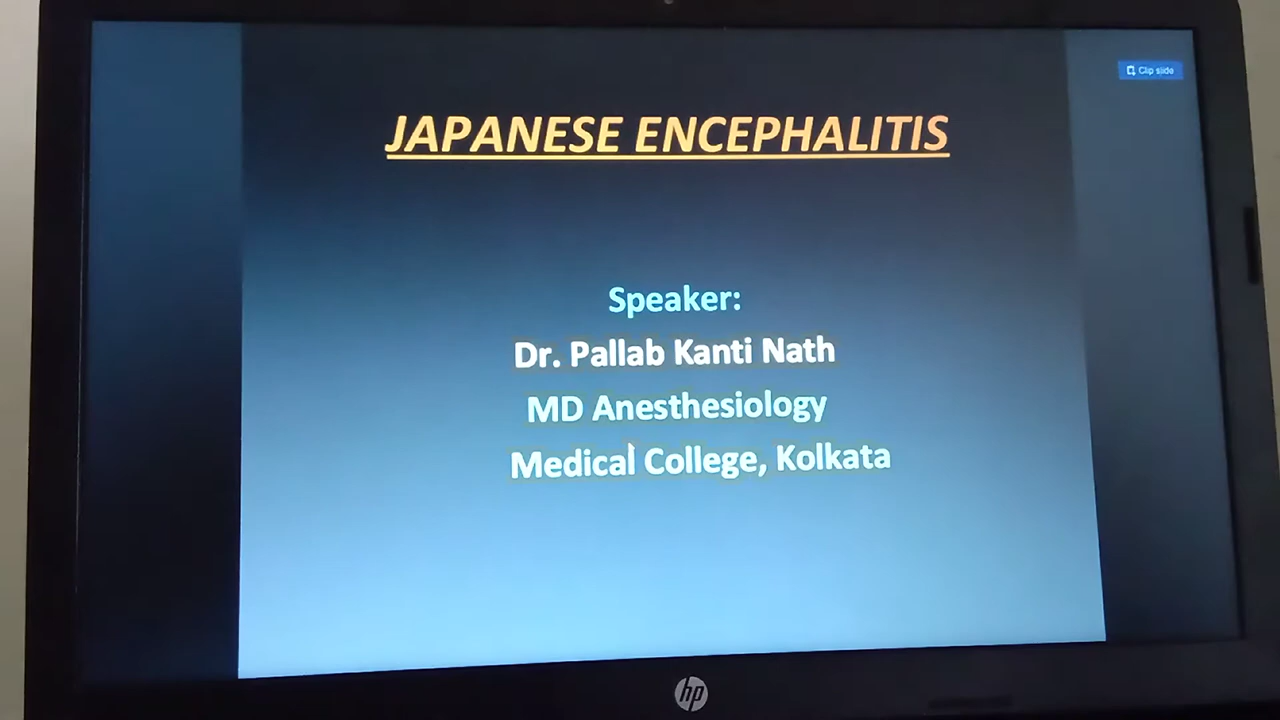 Clip slide
JAPANESE ENCEPHALITIS
Speaker:
Dr. Pallab Kanti Nath
MD Anesthesiology
Medical College, Kolkata
hp